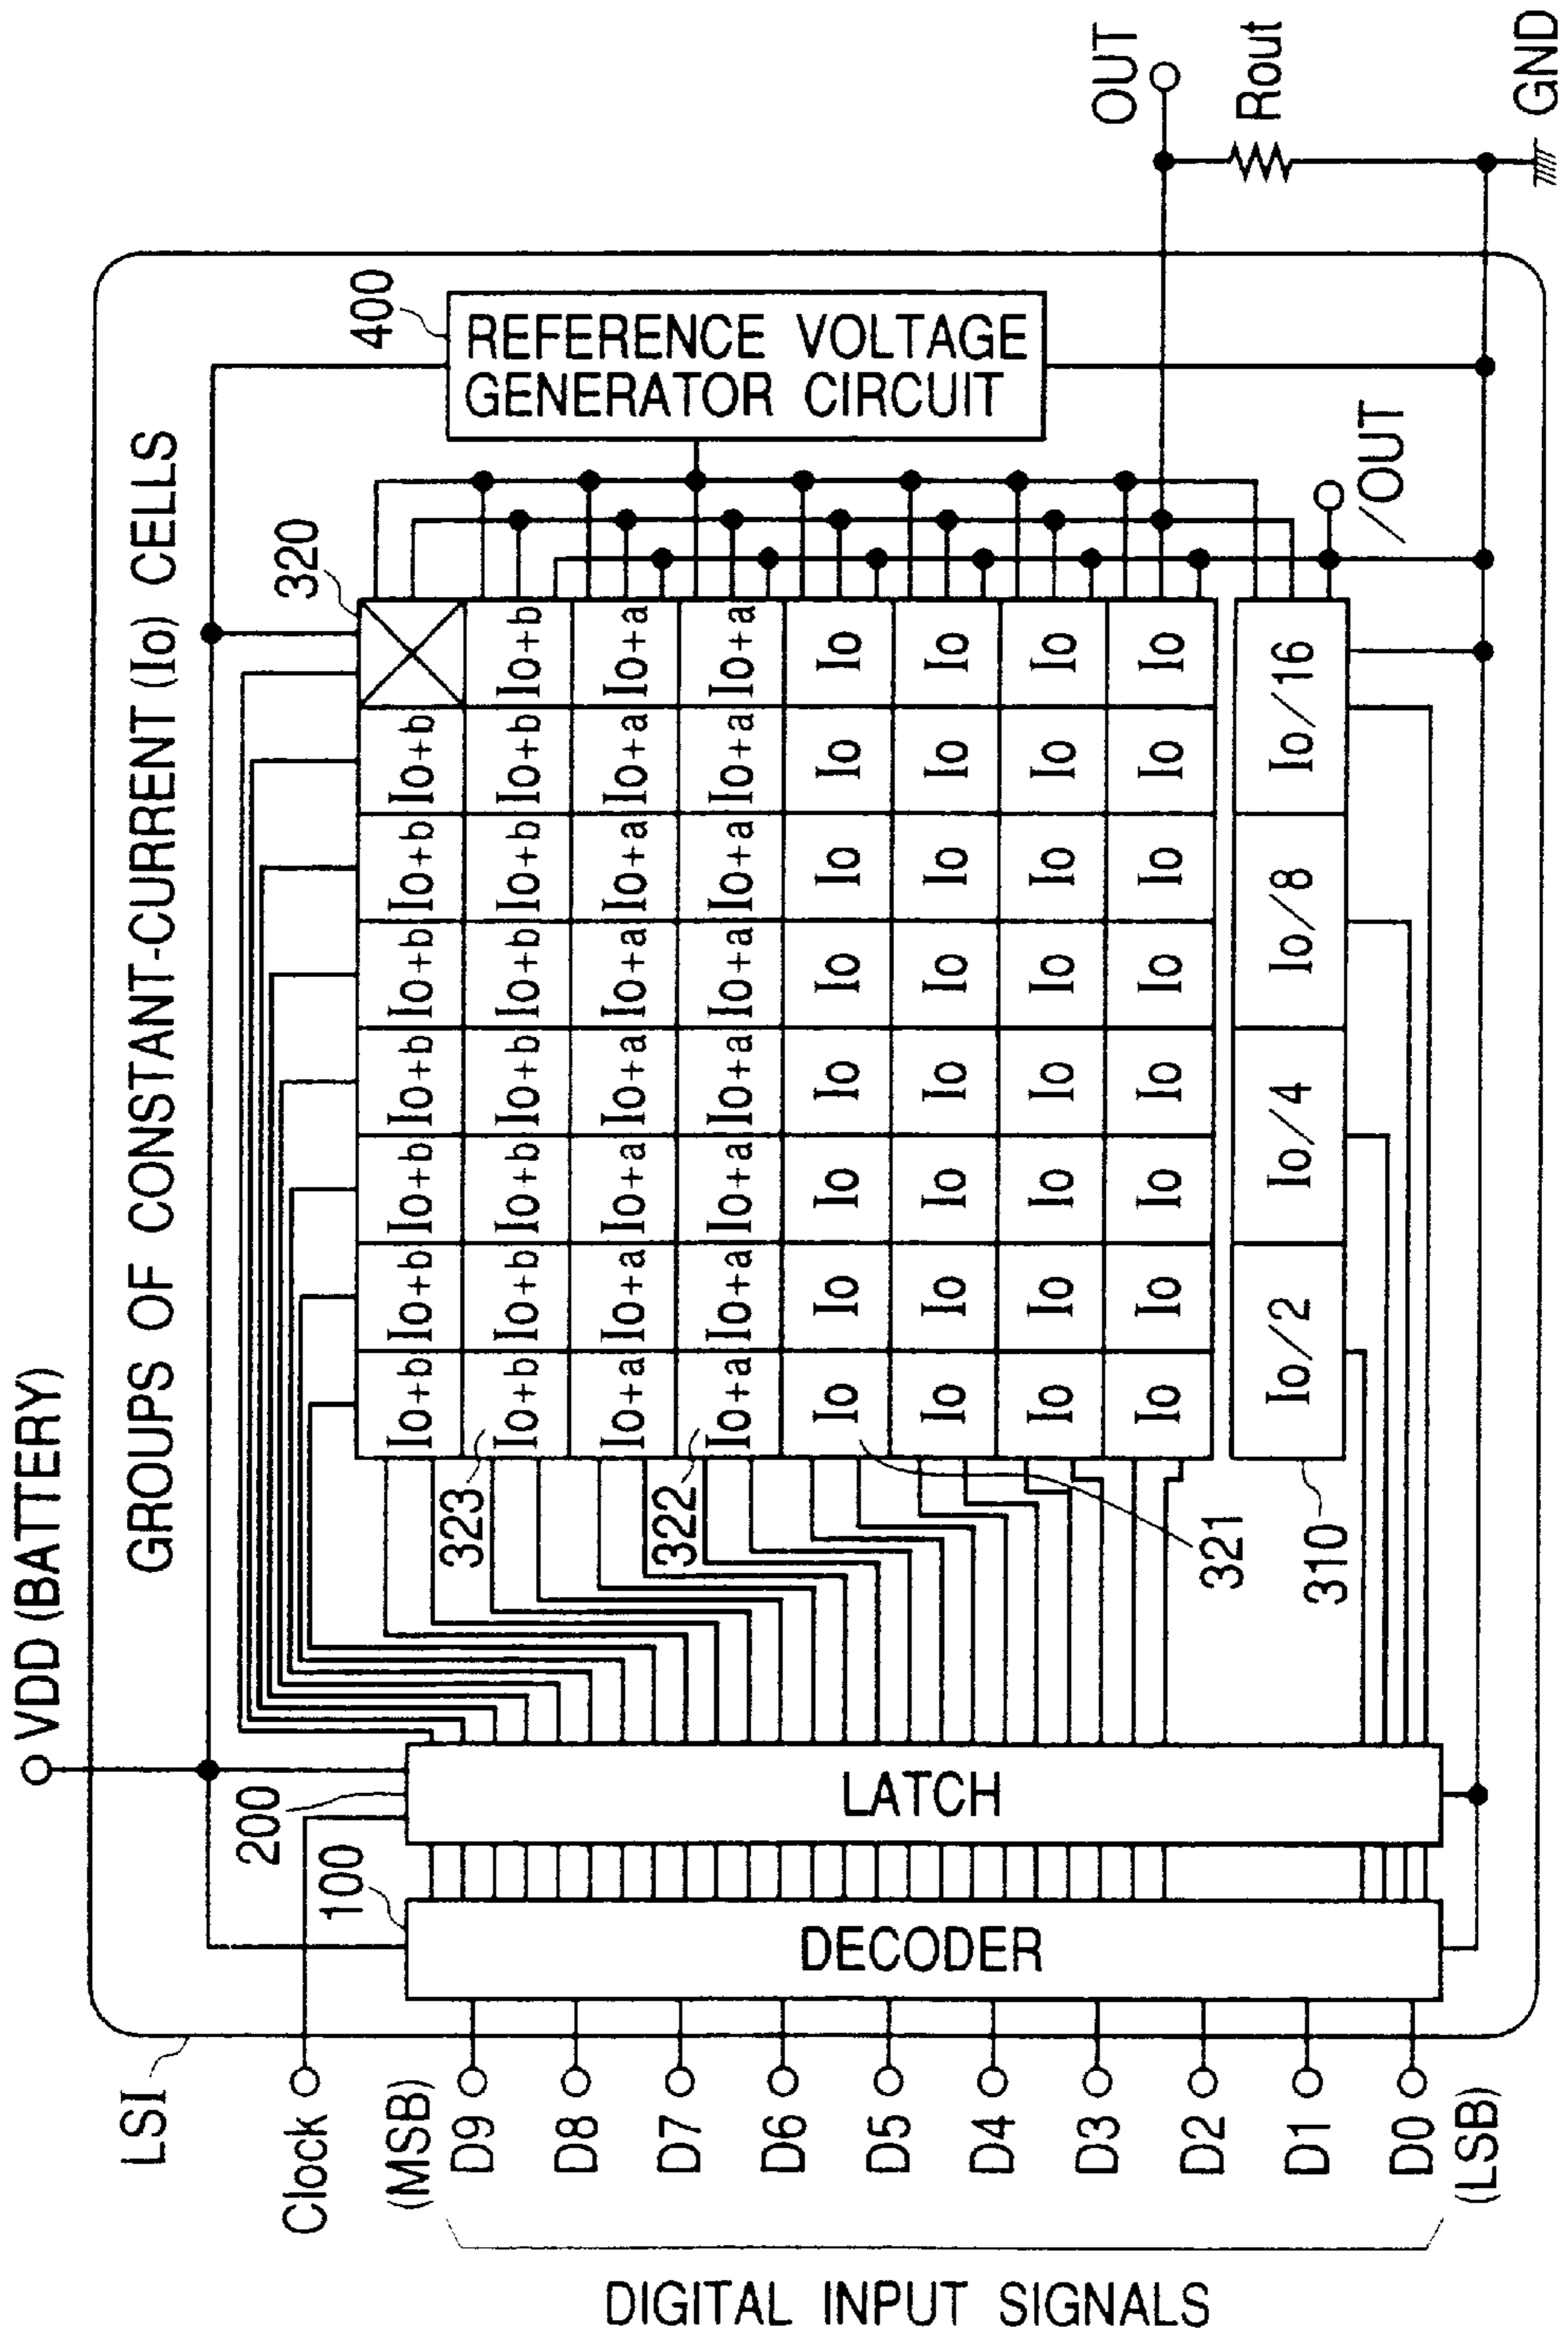 VDD (BATTERY)
LSI
GROUPS OF CONSTANT-CURRENT (Io) CELLS
Clock
100
200
320
400
(MSB)
D9
D8
D7
D6
D5
D4
D3
D2
D1
D0
(LSB)
DIGITAL INPUT SIGNALS
DECODER
LATCH
323
322
321
310
Io+b Io+b Io+b Io+b Io+b Io+b Io+b
Io+b Io+b Io+b Io+b Io+b Io+b Io+b Io+b
Io+a Io+a Io+a Io+a Io+a Io+a Io+a Io+a
Io+a Io+a Io+a Io+a Io+a Io+a Io+a Io+a
Io Io Io Io Io Io Io Io
Io Io Io Io Io Io Io Io
Io Io Io Io Io Io Io Io
Io Io Io Io Io Io Io Io
Io/2 Io/4 Io/8 Io/16
REFERENCE VOLTAGE
GENERATOR CIRCUIT
OUT
Rout
/OUT
GND